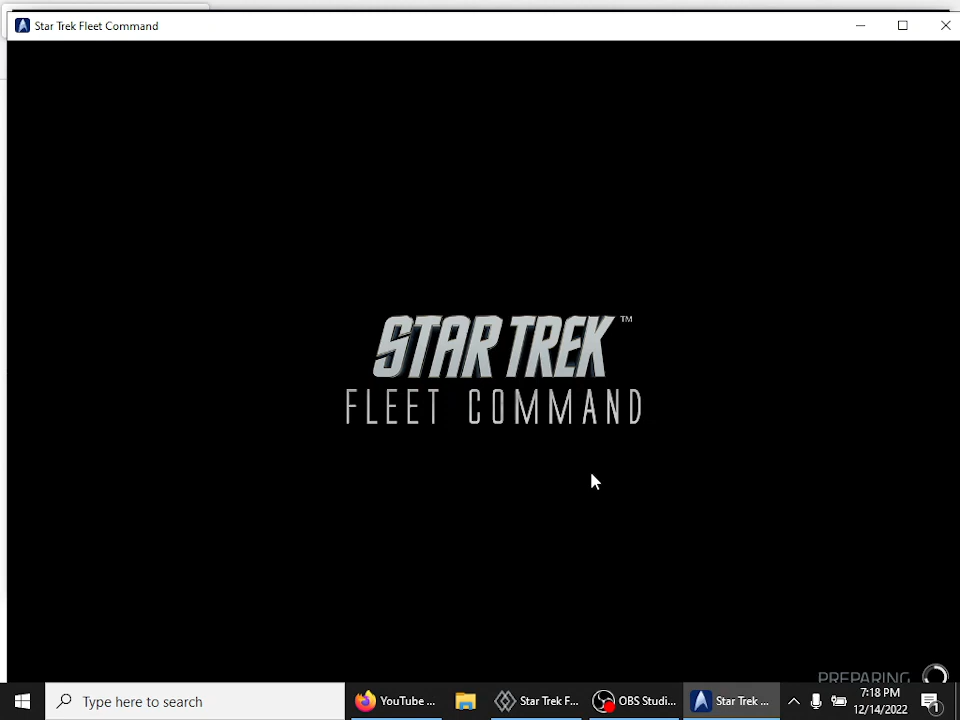 Star Trek Fleet Command
STAR TREK™
FLEET COMMAND
PREPARING
Type here to search
YouTube ...
Star Trek F...
OBS Studi...
Star Trek ...
7:18 PM
12/14/2022
1